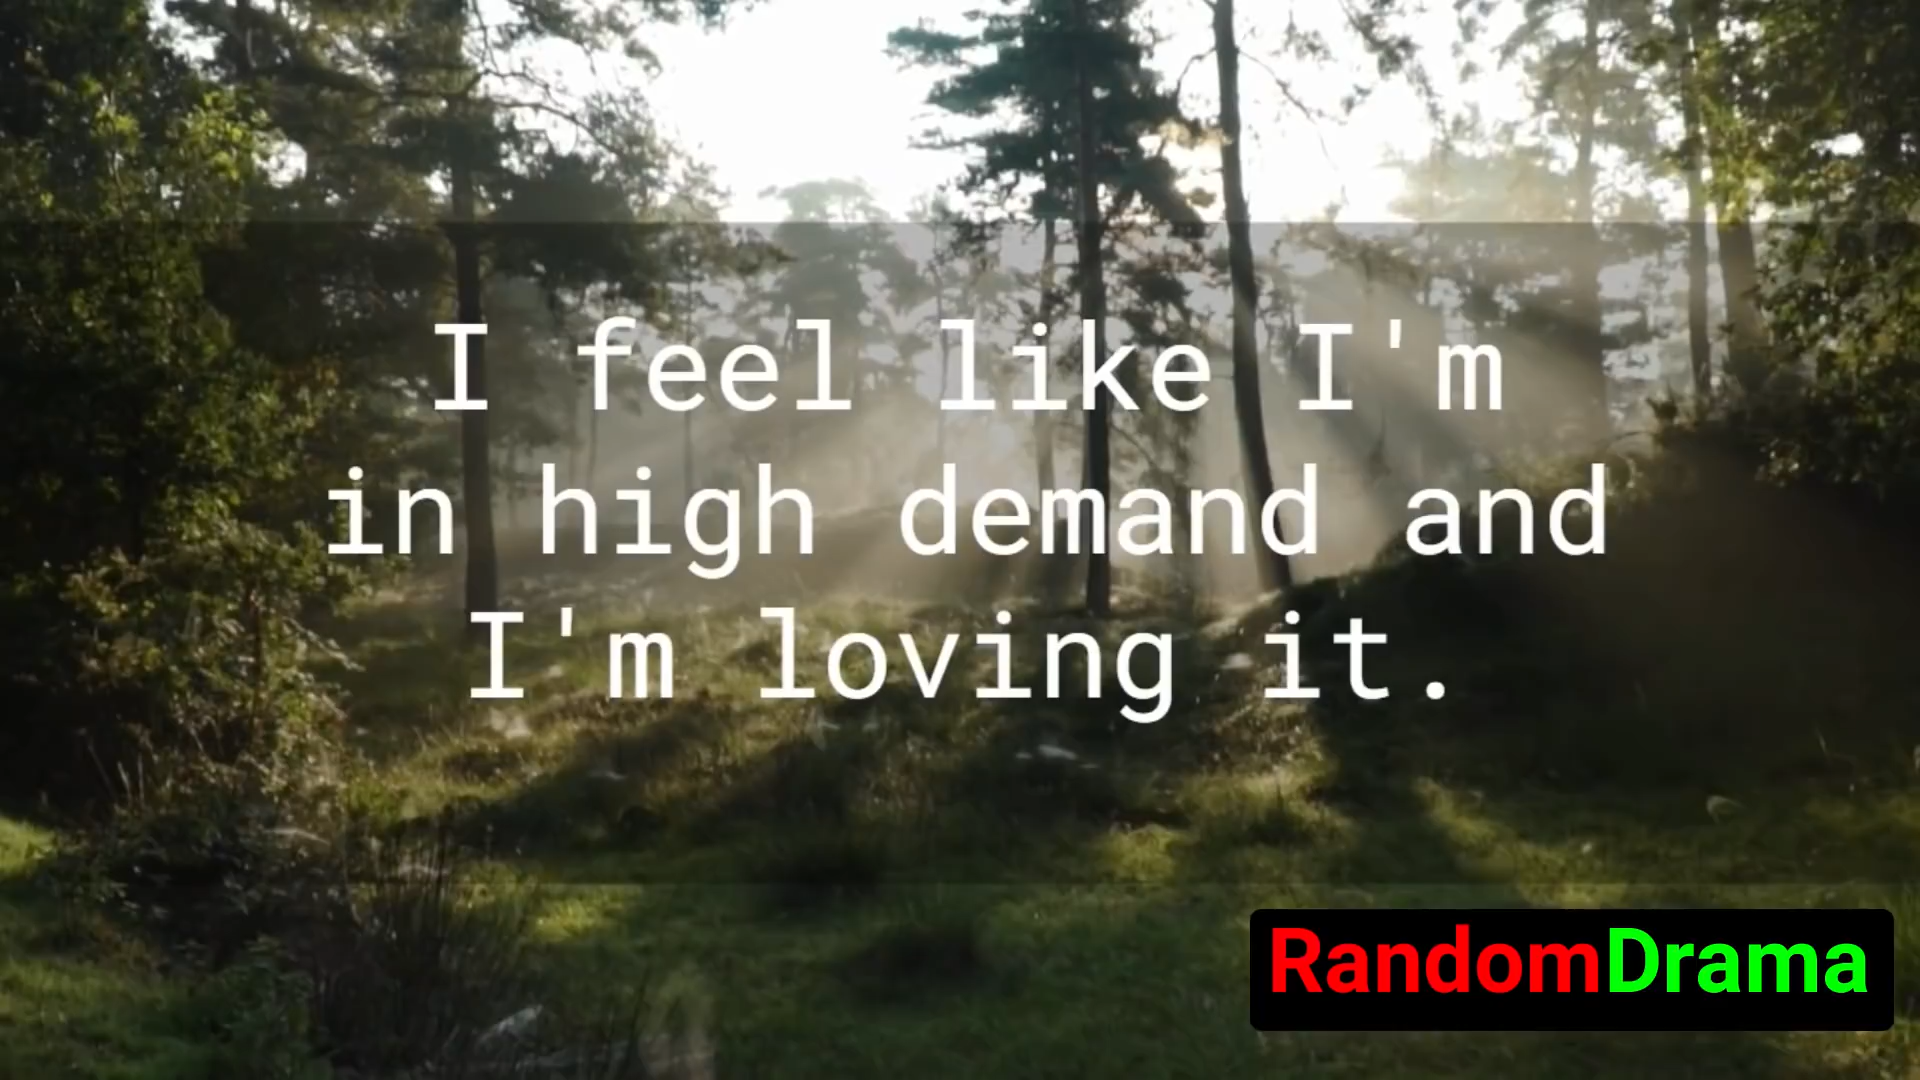 I feel like I'm
in high demand and
I'm loving it.
RandomDrama